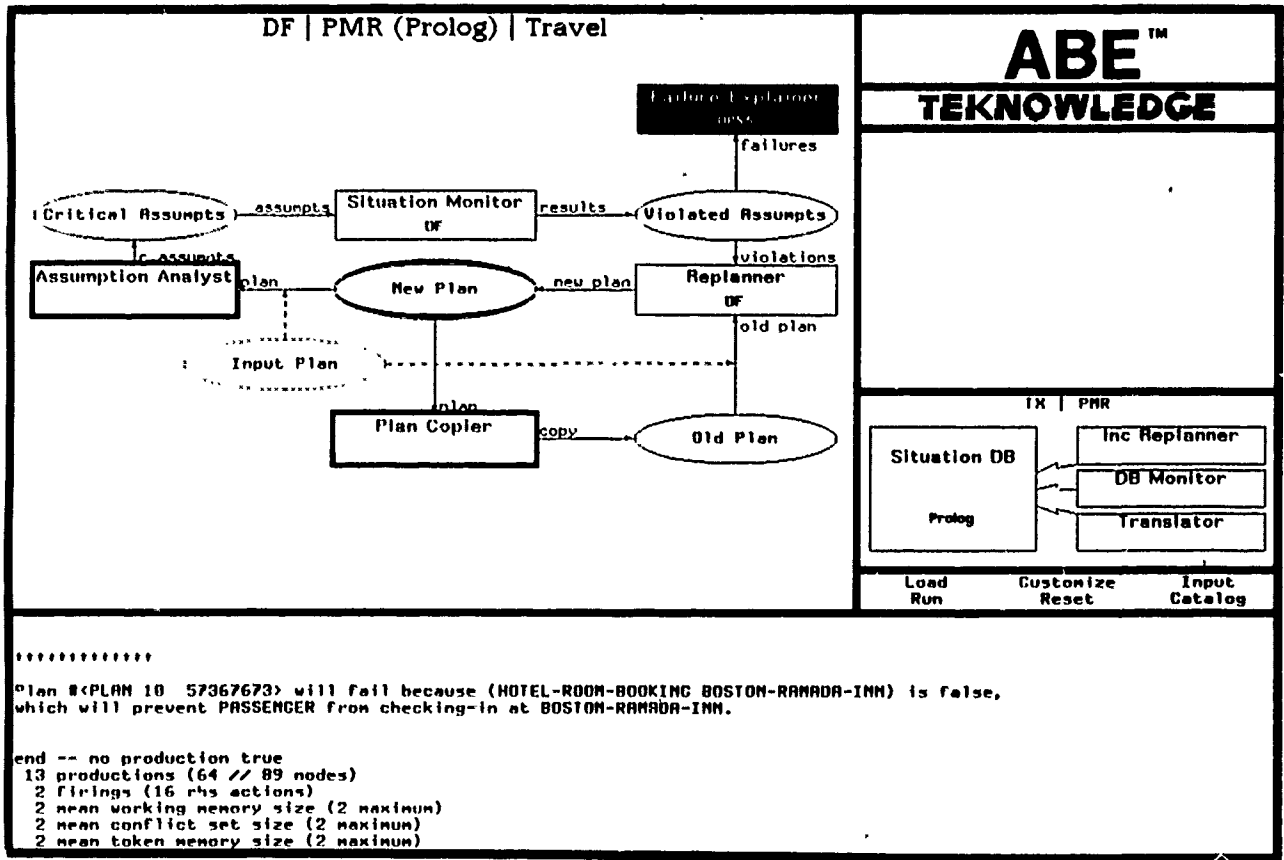 DF | PMR (Prolog) | Travel
ABE™
TEKNOWLEDGE
Failure Explainer
OPS5
failures
Critical Assumpts
assumpts
Situation Monitor
DF
results
Violated Assumpts
c-assumpts
violations
Assumption Analyst
plan
New Plan
new plan
Replanner
DF
old plan
Input Plan
plan
Plan Copier
copy
Old Plan
TX | PMR
Situation DB
Prolog
Inc Replanner
DB Monitor
Translator
Load Customize Input
Run Reset Catalog
Plan #<PLAN 10 57367673> will fail because (HOTEL-ROOM-BOOKING BOSTON-RAMADA-INN) is false,
which will prevent PASSENGER from checking-in at BOSTON-RAMADA-INN.
end -- no production true
13 productions (64 // 89 nodes)
2 firings (16 rhs actions)
2 mean working memory size (2 maximum)
2 mean conflict set size (2 maximum)
2 mean token memory size (2 maximum)